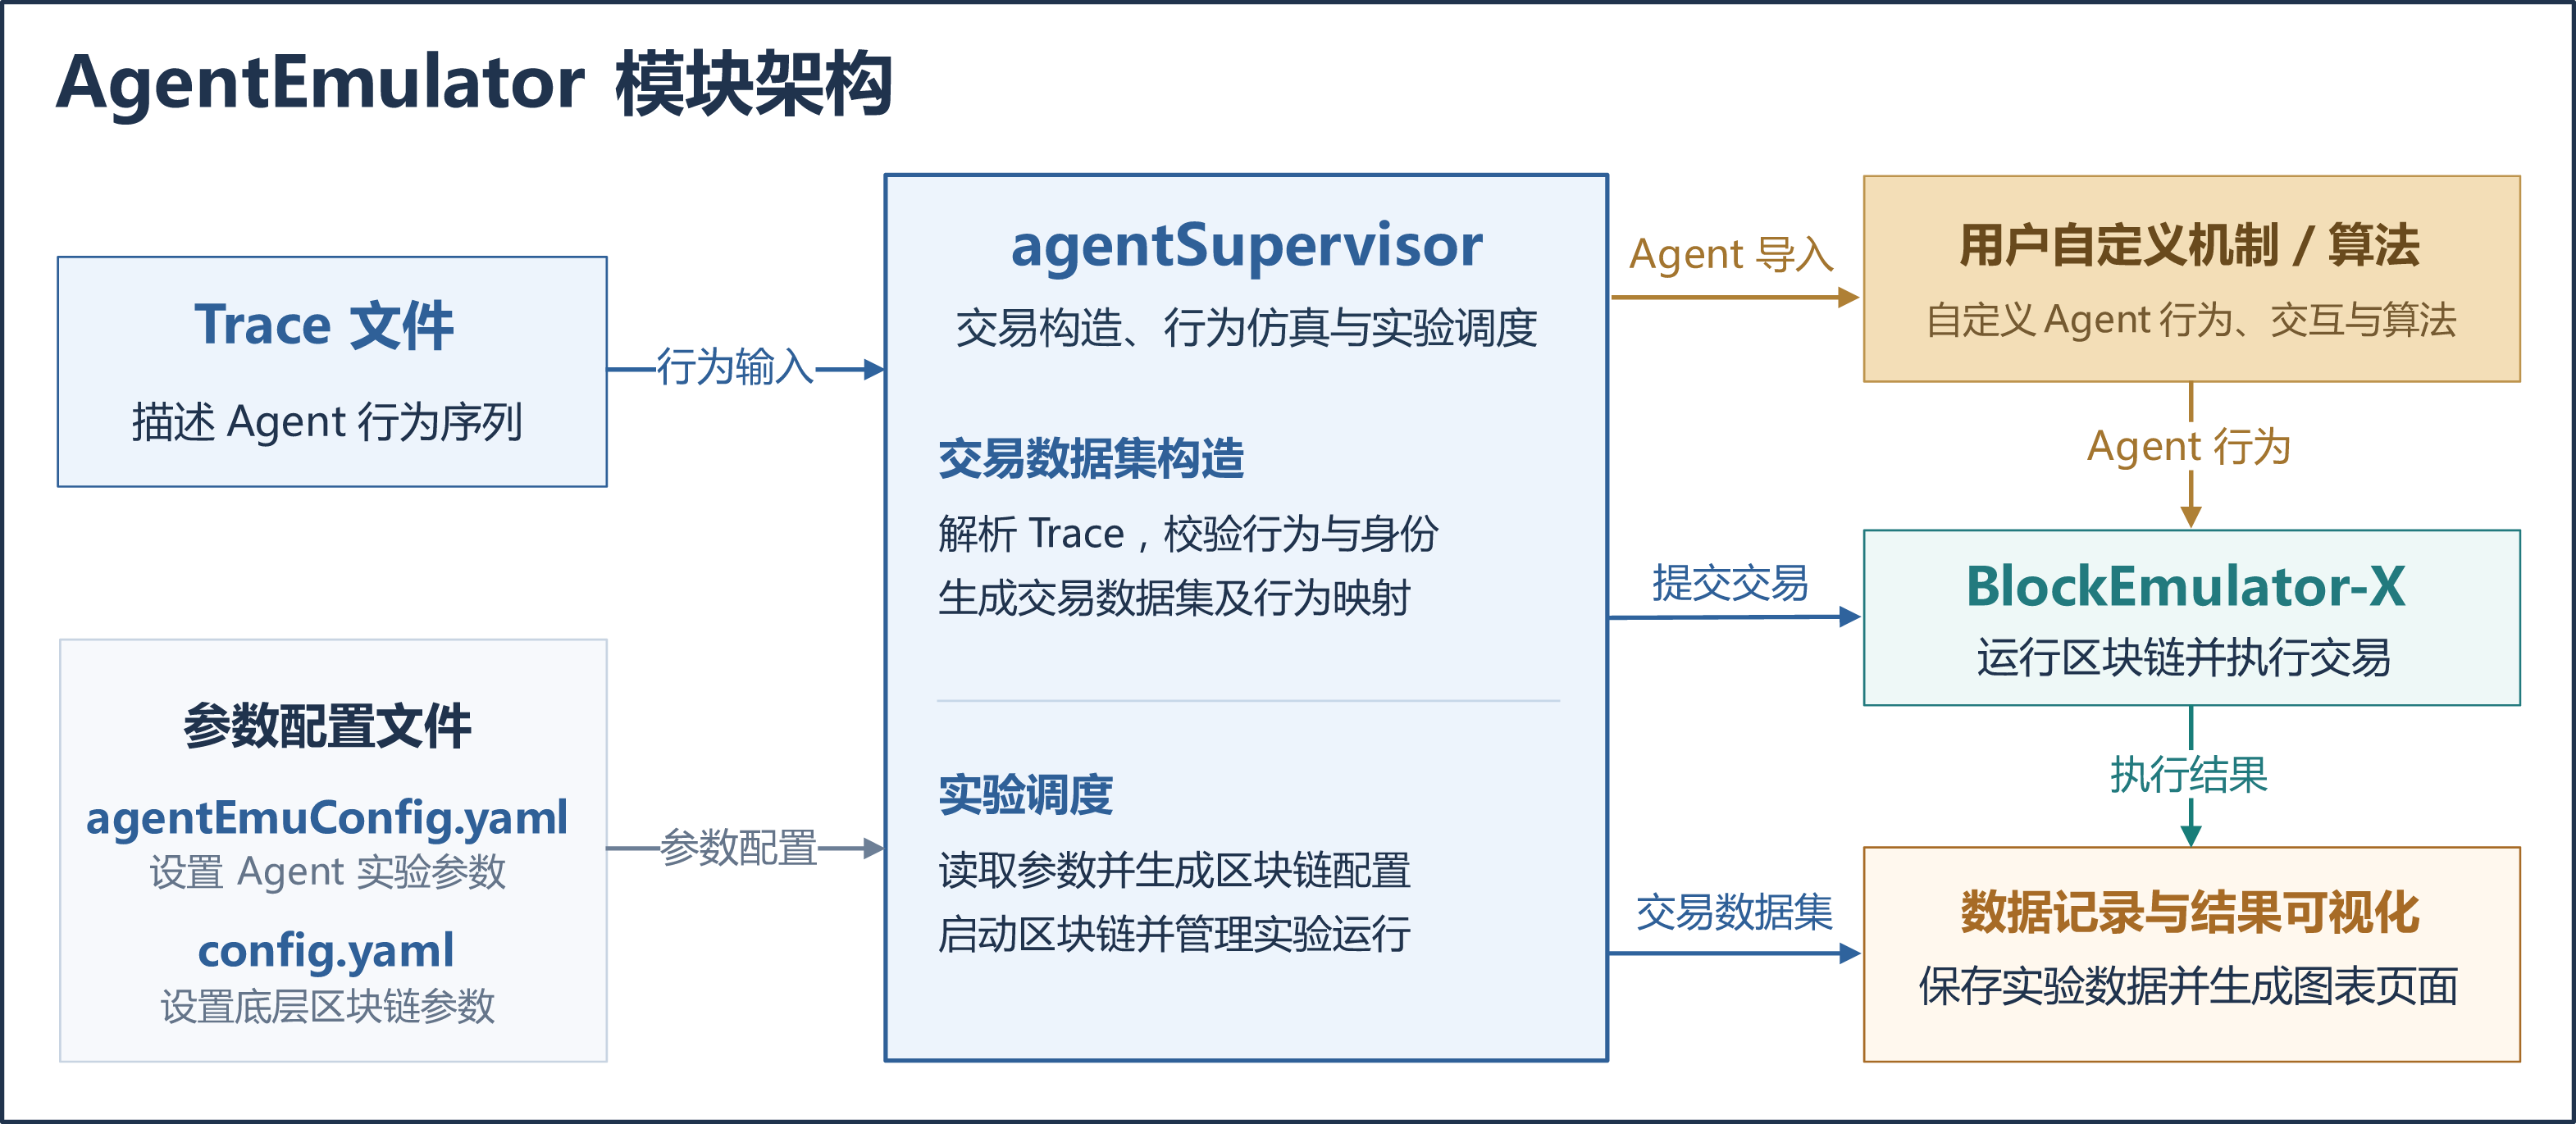 AgentEmulator 模块架构
Trace 文件
描述 Agent 行为序列
行为输入
参数配置文件
agentEmuConfig.yaml
设置 Agent 实验参数
config.yaml
设置底层区块链参数
参数配置
agentSupervisor
交易构造、行为仿真与实验调度
交易数据集构造
解析 Trace，校验行为与身份
生成交易数据集及行为映射
实验调度
读取参数并生成区块链配置
启动区块链并管理实验运行
Agent 导入
提交交易
交易数据集
用户自定义机制 / 算法
自定义 Agent 行为、交互与算法
Agent 行为
BlockEmulator-X
运行区块链并执行交易
执行结果
数据记录与结果可视化
保存实验数据并生成图表页面